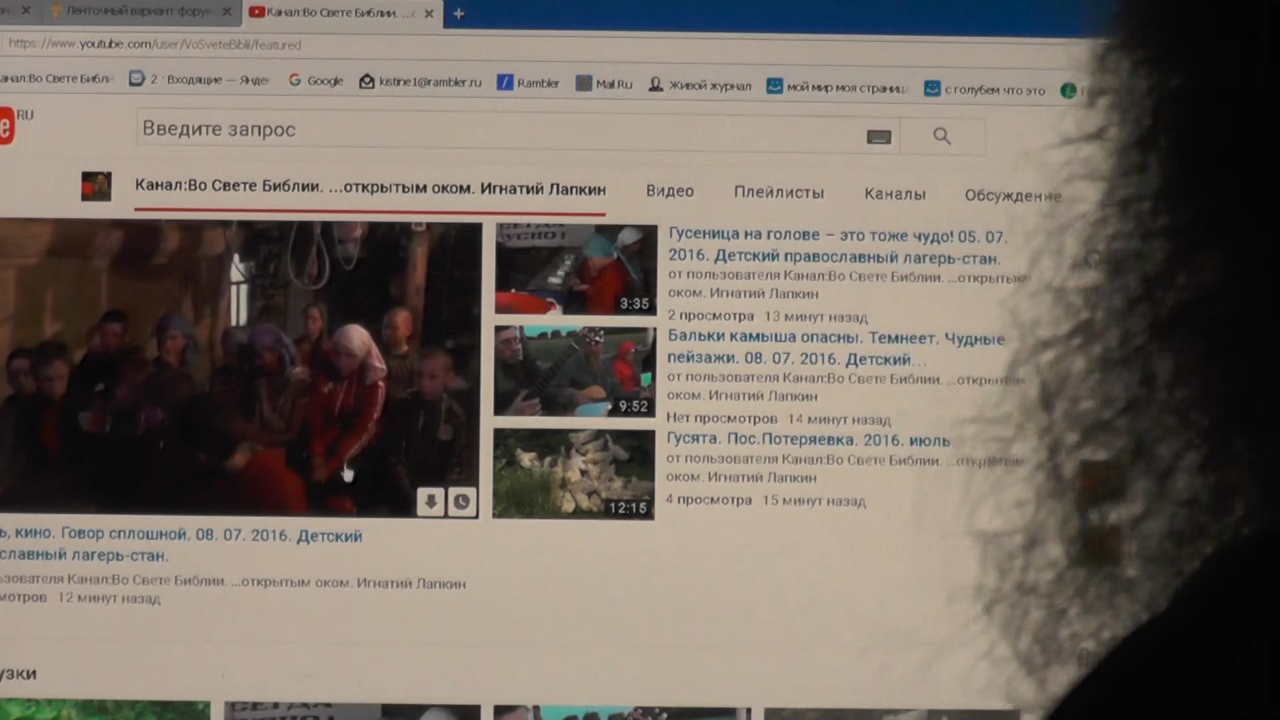 Ленточный вариант форум
Канал:Во Свете Библии. ...
https://www.youtube.com/user/VoSveteBibli/featured
анал:Во Свете Библ
2 · Входящие — Янде
Google
kistine1@rambler.ru
Rambler
Mail.Ru
Живой журнал
мой мир моя страниц
с голубем что это
RU
Введите запрос
Канал:Во Свете Библии. ...открытым оком. Игнатий Лапкин
Видео
Плейлисты
Каналы
Обсуждение
Гусеница на голове – это тоже чудо! 05. 07.
2016. Детский православный лагерь-стан.
от пользователя Канал:Во Свете Библии. ...открытым
оком. Игнатий Лапкин
2 просмотра 13 минут назад
3:35
Бальки камыша опасны. Темнеет. Чудные
пейзажи. 08. 07. 2016. Детский...
от пользователя Канал:Во Свете Библии. ...открытым
оком. Игнатий Лапкин
Нет просмотров 14 минут назад
9:52
Гусята. Пос.Потеряевка. 2016. июль
от пользователя Канал:Во Свете Библии. ...открытым
оком. Игнатий Лапкин
4 просмотра 15 минут назад
12:15
ь, кино. Говор сплошной. 08. 07. 2016. Детский
славный лагерь-стан.
ьзователя Канал:Во Свете Библии. ...открытым оком. Игнатий Лапкин
мотров 12 минут назад
узки